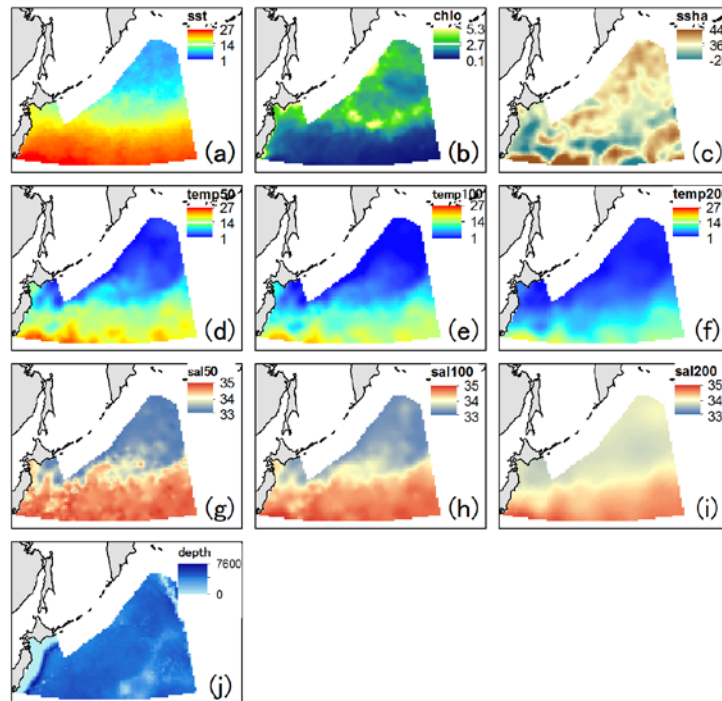 sst
27
14
1
(a)
chlo
5.3
2.7
0.1
(b)
ssha
44
36
(c)
temp50
27
14
1
(d)
temp100
27
14
1
(e)
temp20
27
14
1
(f)
sal50
35
34
33
(g)
sal100
35
34
33
(h)
sal200
35
34
33
(i)
depth
7600
0
(j)